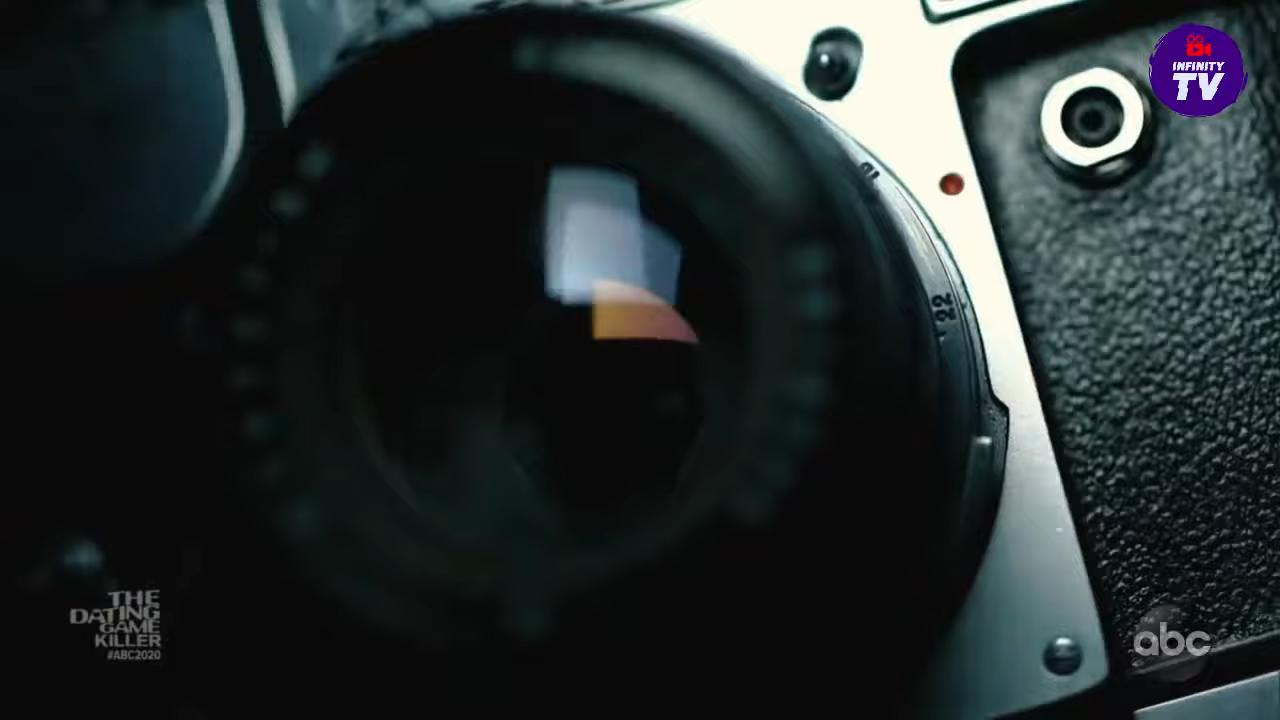 INFINITY
TV
22
THE
DATING
GAME
KILLER
#ABC2020
abc